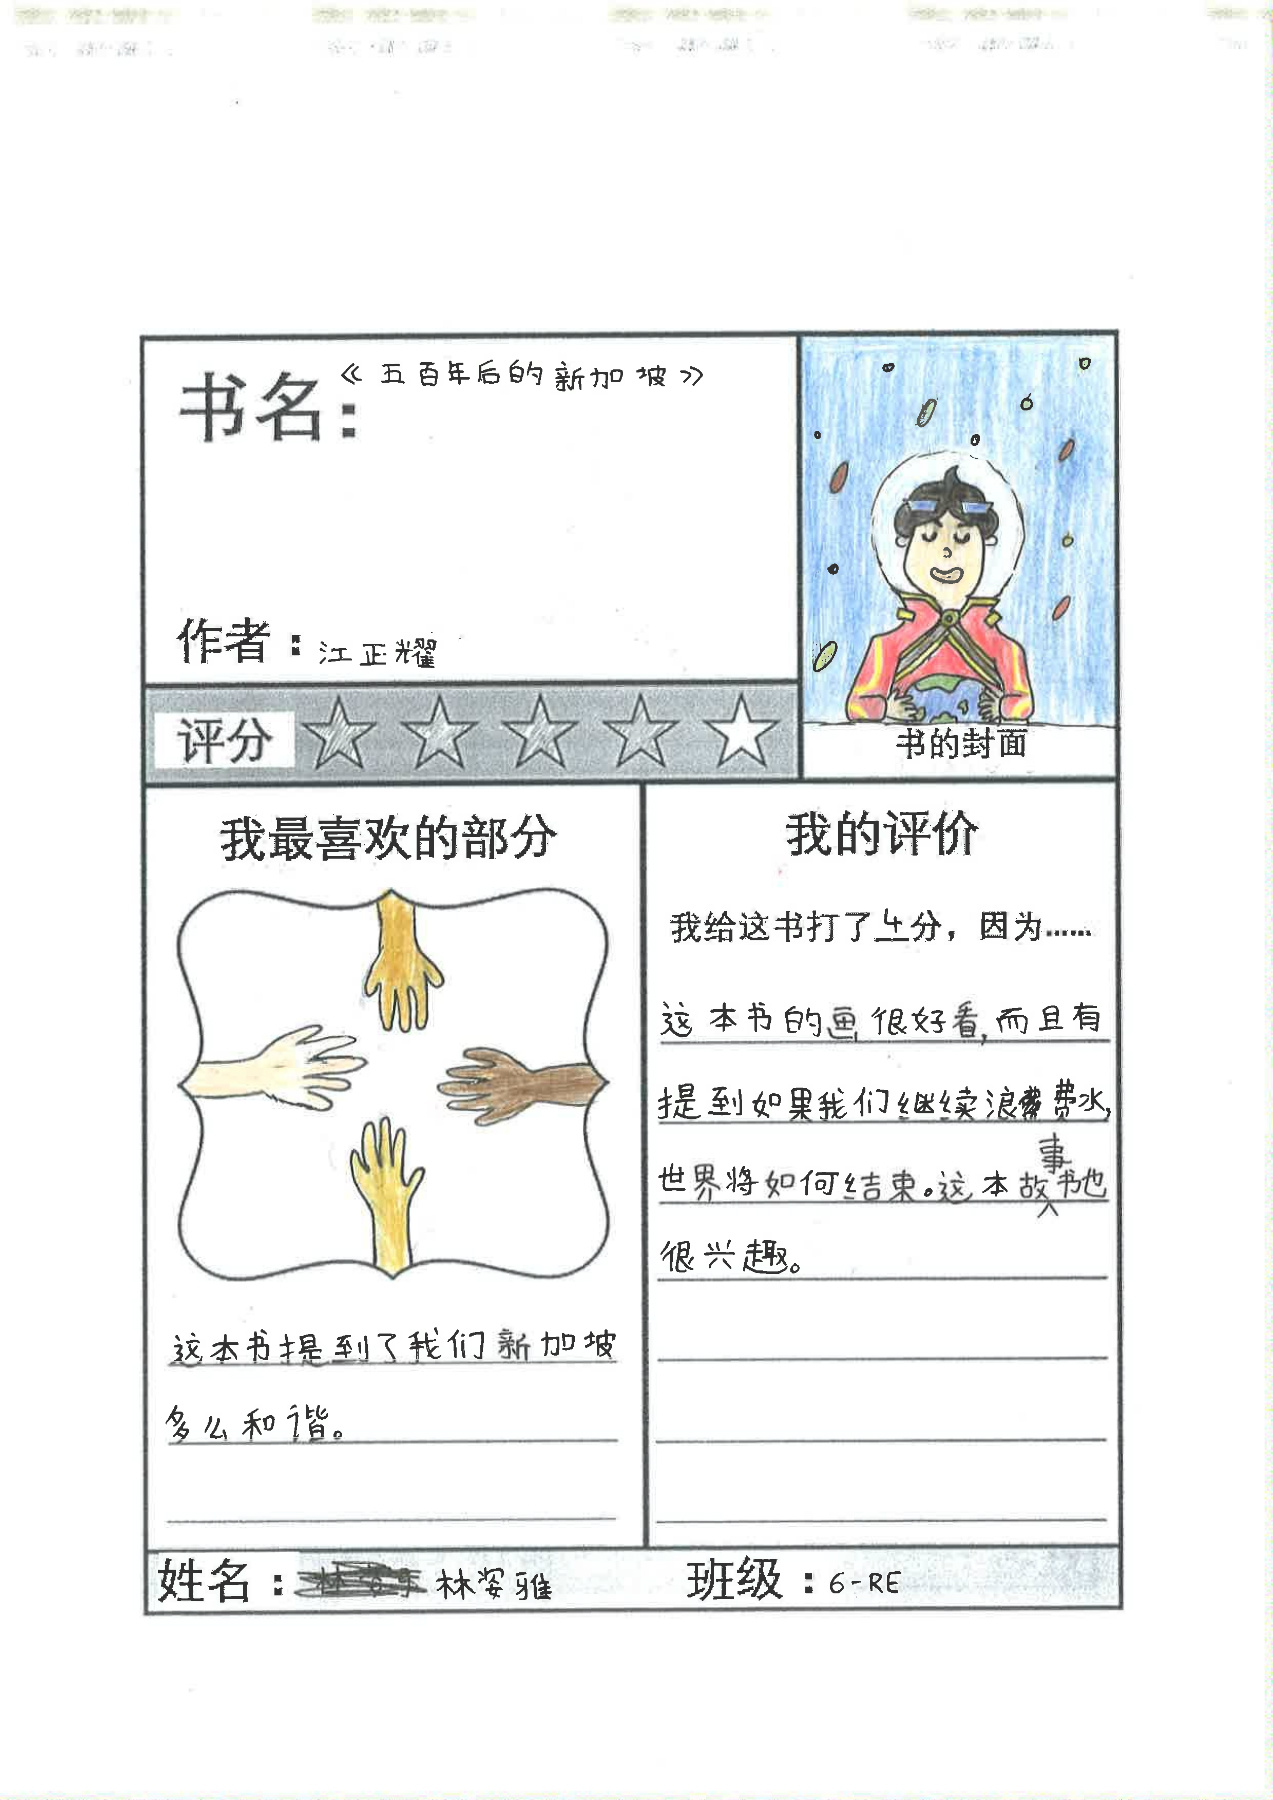 书名：《五百年后的新加坡》
作者：江正耀
评分
书的封面
我最喜欢的部分
这本书提到了我们新加坡
多么和谐。
我的评价
我给这书打了4分，因为……
这本书的画很好看，而且有
提到如果我们继续浪费水，
世界将如何结束。这本故事书也
很兴趣。
姓名：林姿雅
班级：6-RE